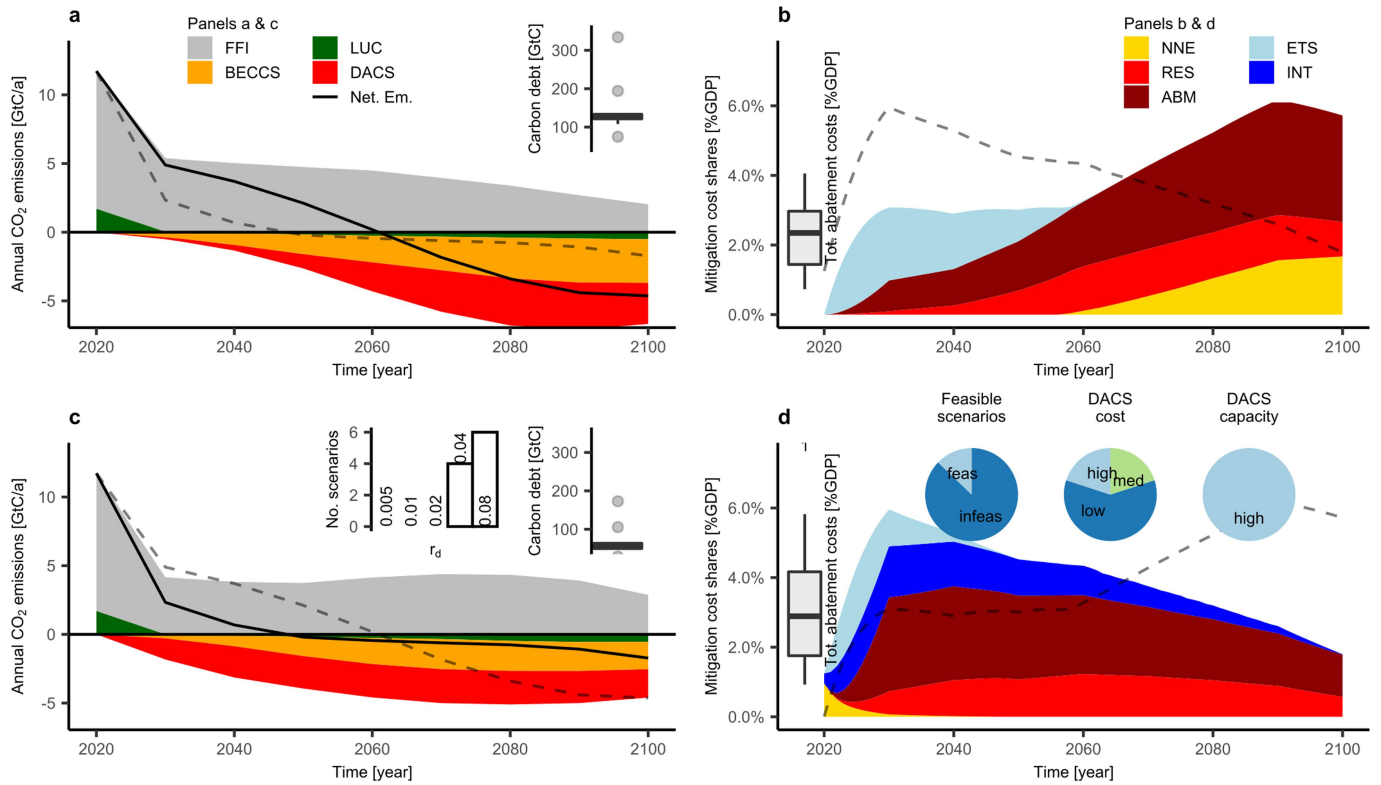 a
Panels a & c
FFI
LUC
BECCS
DACS
Net. Em.
Annual CO2 emissions [GtC/a]
10
5
0
-5
2020
2040
2060
2080
2100
Time [year]
Carbon debt [GtC]
300
200
100
b
Panels b & d
NNE
ETS
RES
INT
ABM
Mitigation cost shares [%GDP]
6.0%
4.0%
2.0%
0.0%
Tot. abatement costs [%GDP]
2020
2040
2060
2080
2100
Time [year]
c
Annual CO2 emissions [GtC/a]
10
5
0
-5
2020
2040
2060
2080
2100
Time [year]
No. scenarios
6
4
2
0
0.005
0.01
0.02
0.04
0.08
rd
Carbon debt [GtC]
300
200
100
d
Feasible
scenarios
feas
infeas
DACS
cost
high
med
low
DACS
capacity
high
Mitigation cost shares [%GDP]
6.0%
4.0%
2.0%
0.0%
Tot. abatement costs [%GDP]
2020
2040
2060
2080
2100
Time [year]